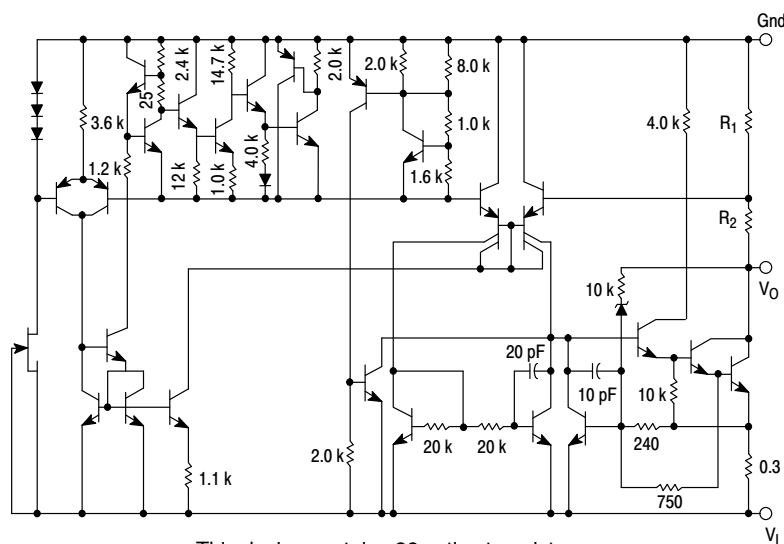 Gnd
2.4 k
14.7 k
2.0 k
2.0 k
8.0 k
25
3.6 k
1.0 k
4.0 k
R1
1.2 k
12 k
1.0 k
4.0 k
1.6 k
R2
10 k
VO
20 pF
10 pF
10 k
20 k
20 k
240
2.0 k
1.1 k
0.3
750
VI